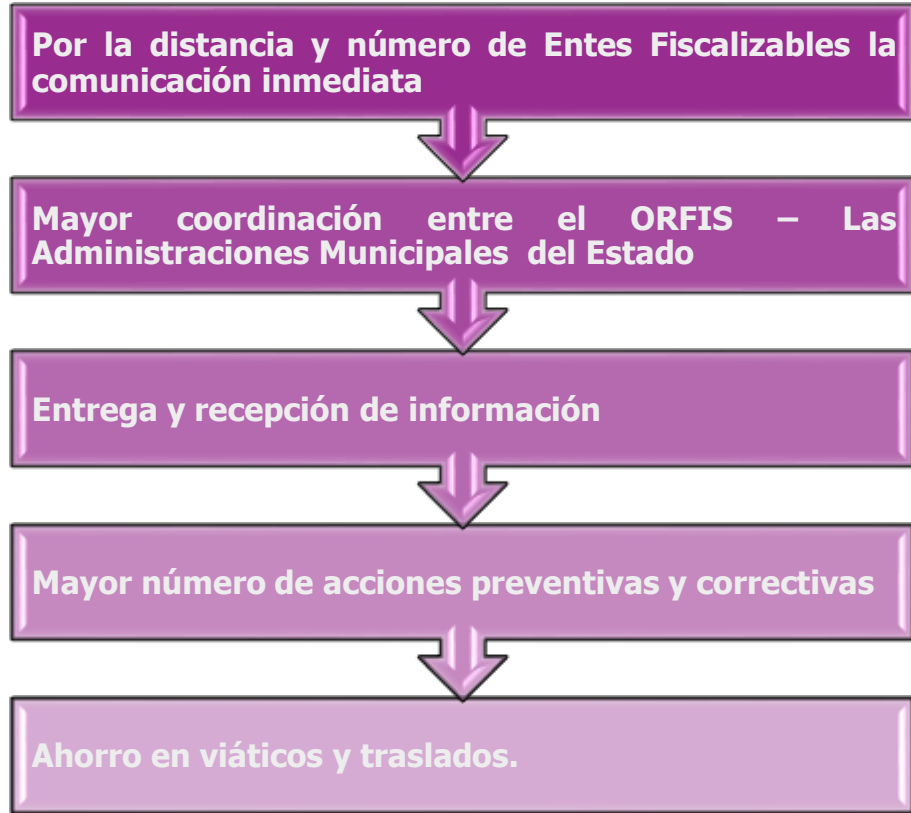 Por la distancia y número de Entes Fiscalizables la
comunicación inmediata
Mayor coordinación entre el ORFIS – Las
Administraciones Municipales del Estado
Entrega y recepción de información
Mayor número de acciones preventivas y correctivas
Ahorro en viáticos y traslados.